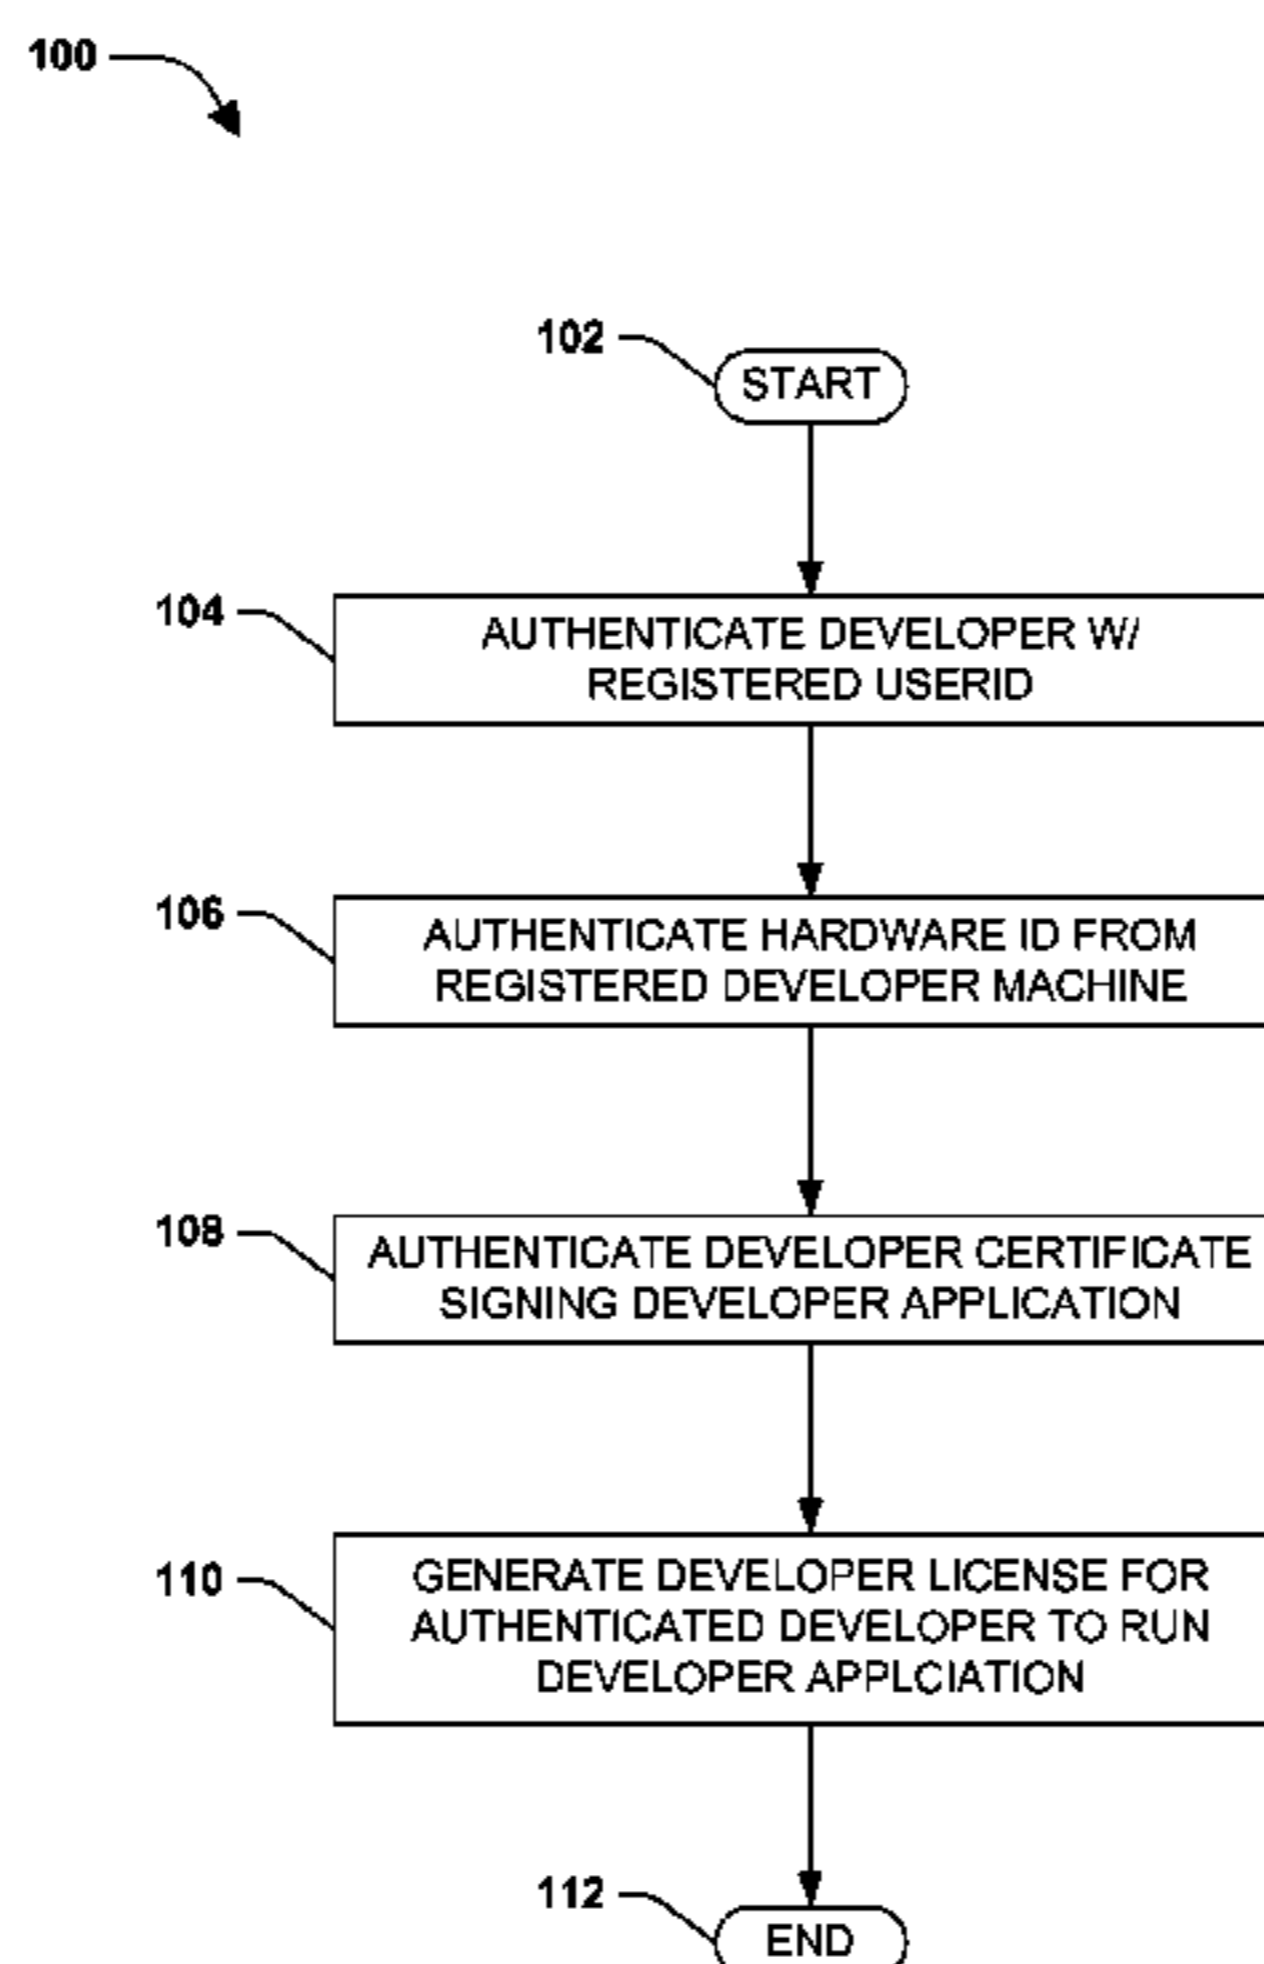 100
102
START
104
AUTHENTICATE DEVELOPER W/
REGISTERED USERID
106
AUTHENTICATE HARDWARE ID FROM
REGISTERED DEVELOPER MACHINE
108
AUTHENTICATE DEVELOPER CERTIFICATE
SIGNING DEVELOPER APPLICATION
110
GENERATE DEVELOPER LICENSE FOR
AUTHENTICATED DEVELOPER TO RUN
DEVELOPER APPLCIATION
112
END